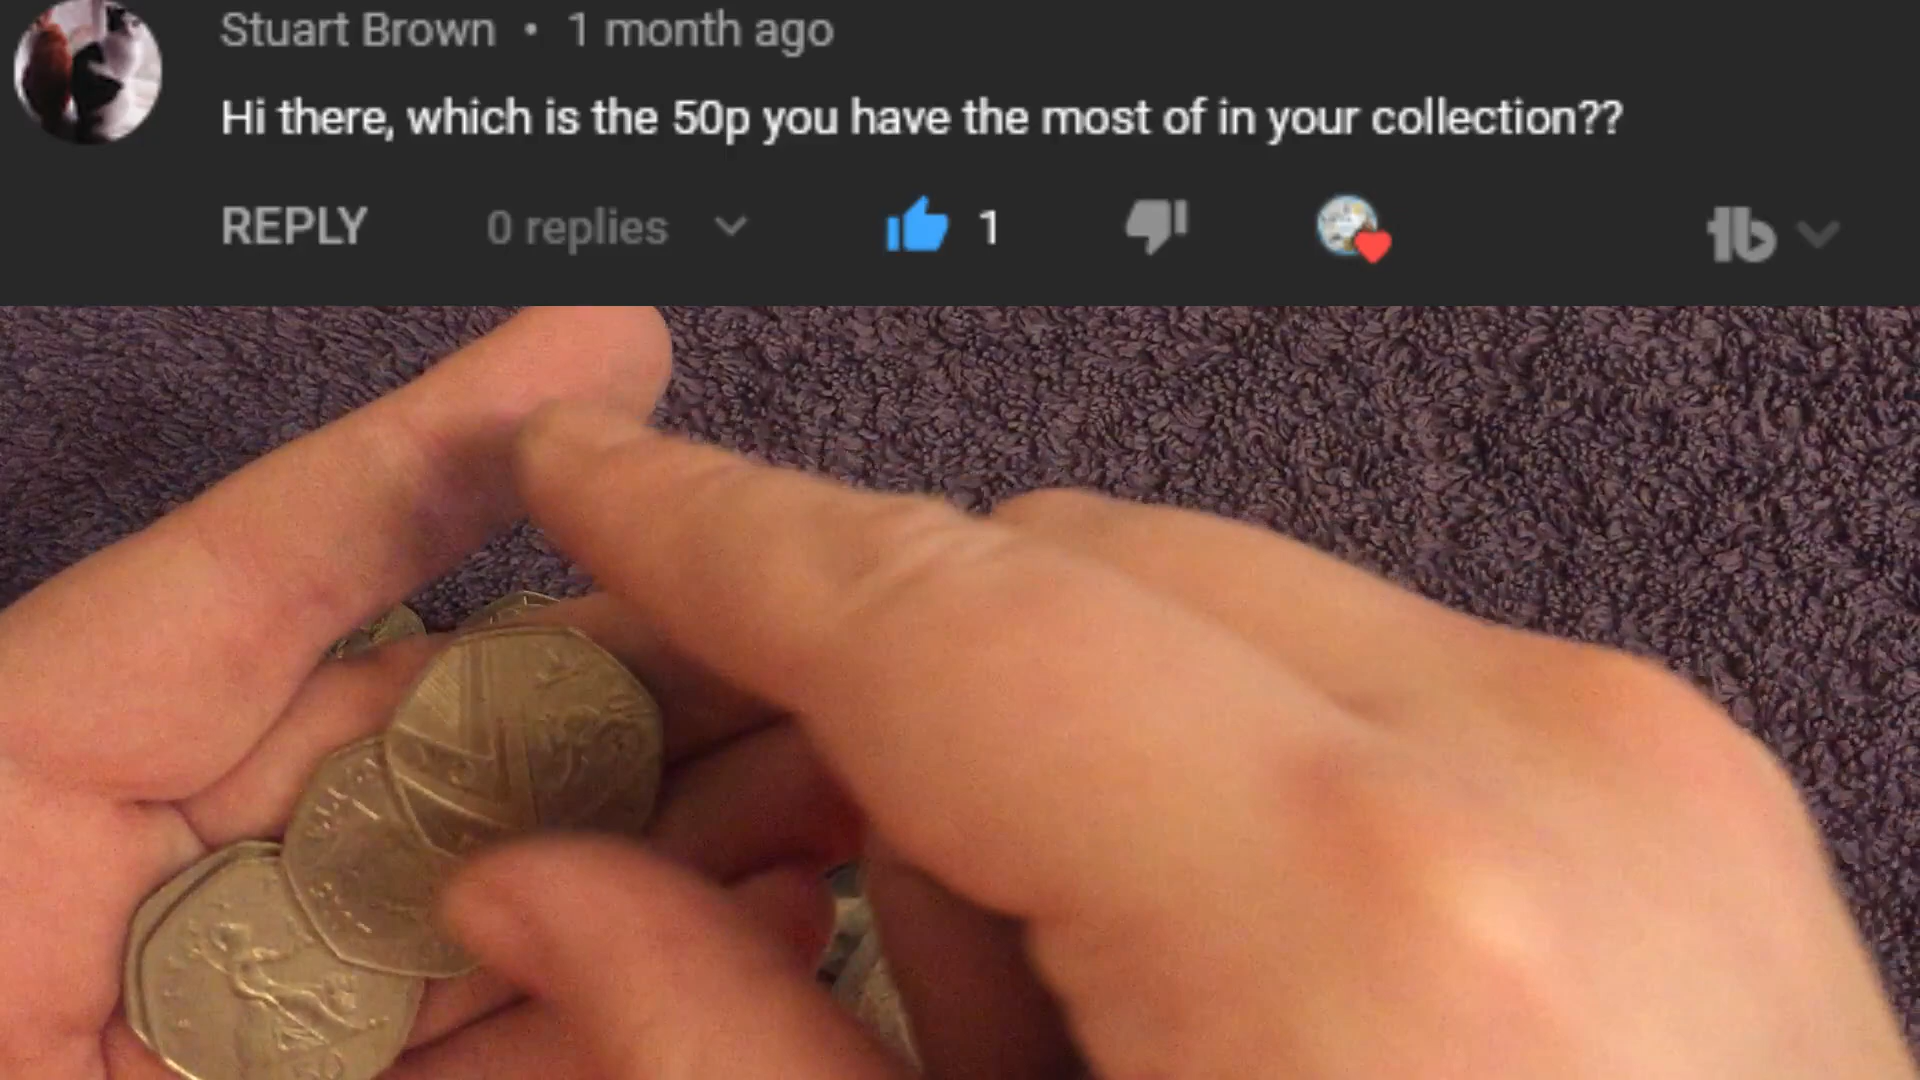 Stuart Brown • 1 month ago
Hi there, which is the 50p you have the most of in your collection??
REPLY 0 replies 1